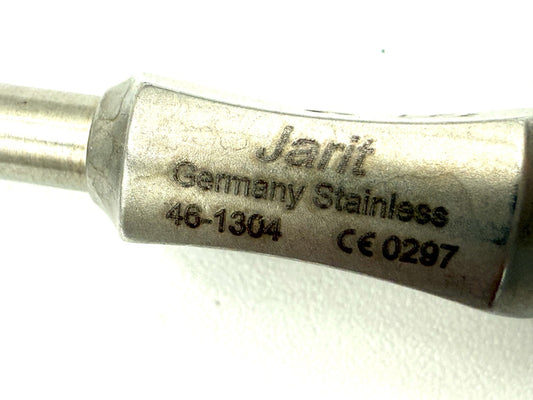 Jarit
Germany Stainless
46-1304 CE 0297